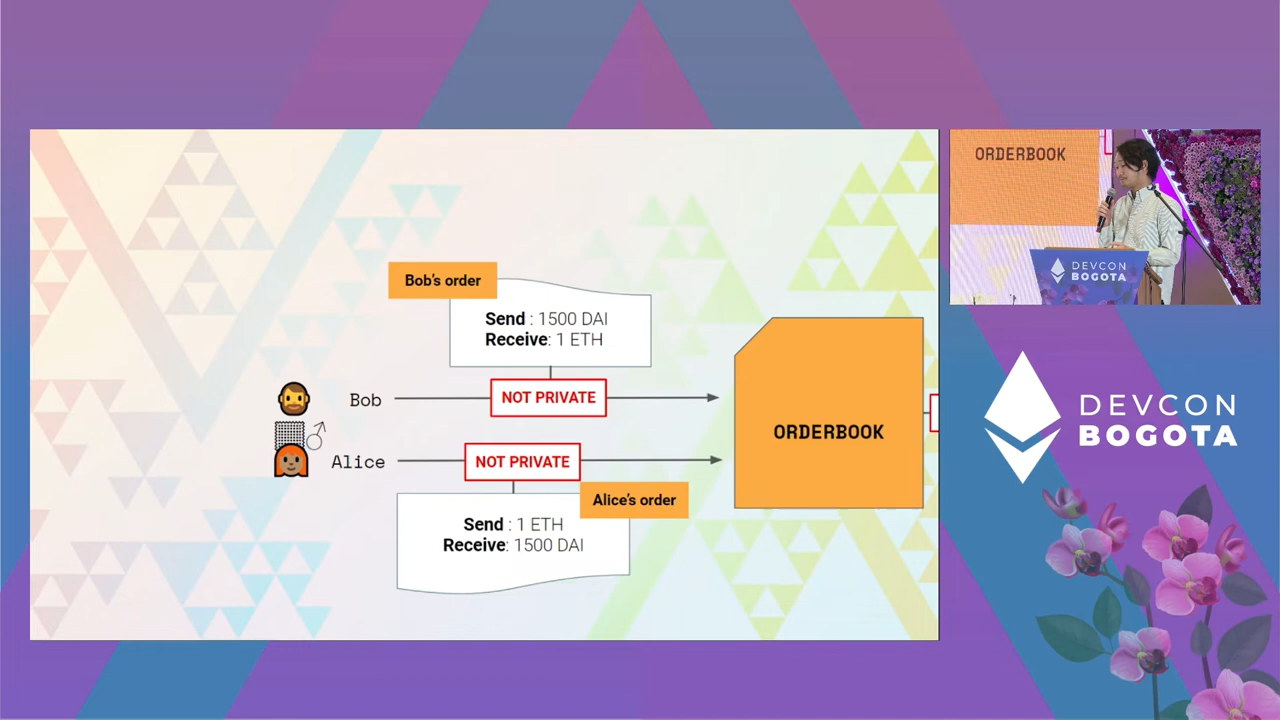 Bob's order
Send : 1500 DAI
Receive: 1 ETH
Bob
NOT PRIVATE
Alice
NOT PRIVATE
Alice's order
Send : 1 ETH
Receive: 1500 DAI
ORDERBOOK
ORDERBOOK
DEVCON
BOGOTA
DEVCON
BOGOTA